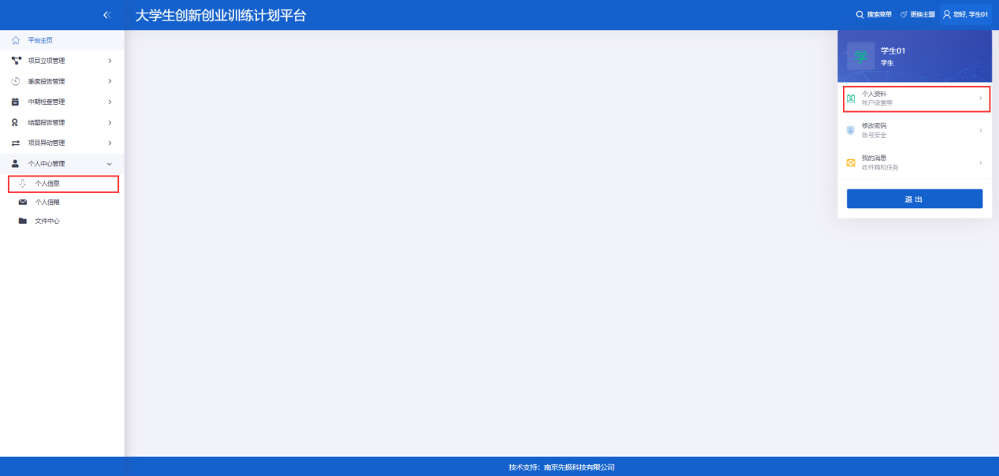 大学生创新创业训练计划平台
搜索菜单
更换主题
您好, 学生01
平台主页
项目立项管理
季度报告管理
中期检查管理
结题报告管理
项目异动管理
个人中心管理
个人信息
个人信箱
文件中心
学
学生01
学生
个人资料
账户设置等
修改密码
账号安全
我的消息
收件箱和任务
退出
技术支持：南京先极科技有限公司